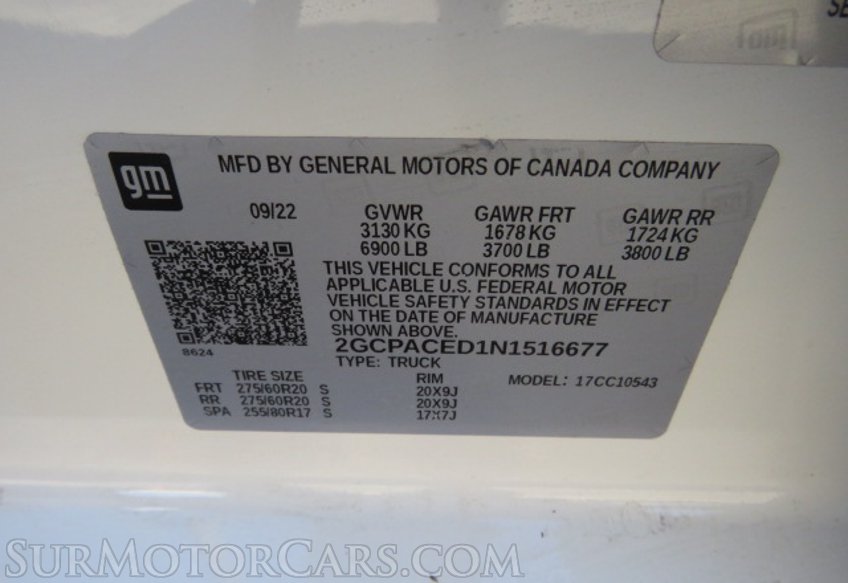 SE
gm
MFD BY GENERAL MOTORS OF CANADA COMPANY
09/22 GVWR GAWR FRT GAWR RR
3130 KG 1678 KG 1724 KG
6900 LB 3700 LB 3800 LB
THIS VEHICLE CONFORMS TO ALL
APPLICABLE U.S. FEDERAL MOTOR
VEHICLE SAFETY STANDARDS IN EFFECT
ON THE DATE OF MANUFACTURE
SHOWN ABOVE.
8624
2GCPACED1N1516677
TYPE: TRUCK
TIRE SIZE RIM MODEL: 17CC10543
FRT 275/60R20 S 20X9J
RR 275/60R20 S 20X9J
SPA 255/80R17 S 17X7J
SURMOTORCARS.COM